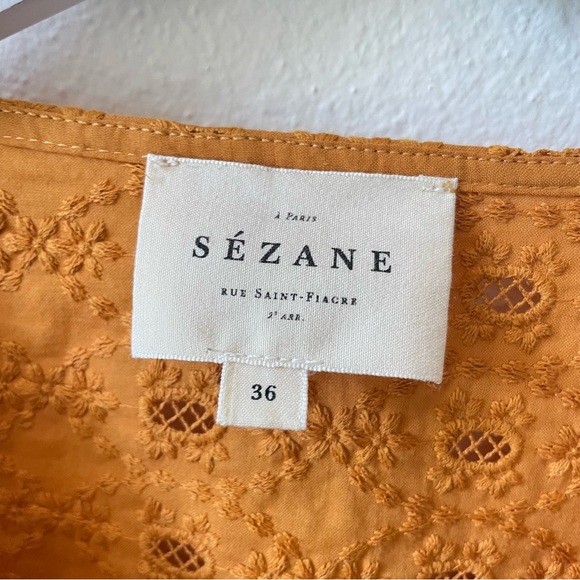 À PARIS
SÉZANE
RUE SAINT-FIACRE
2ᴱ ARR.
36